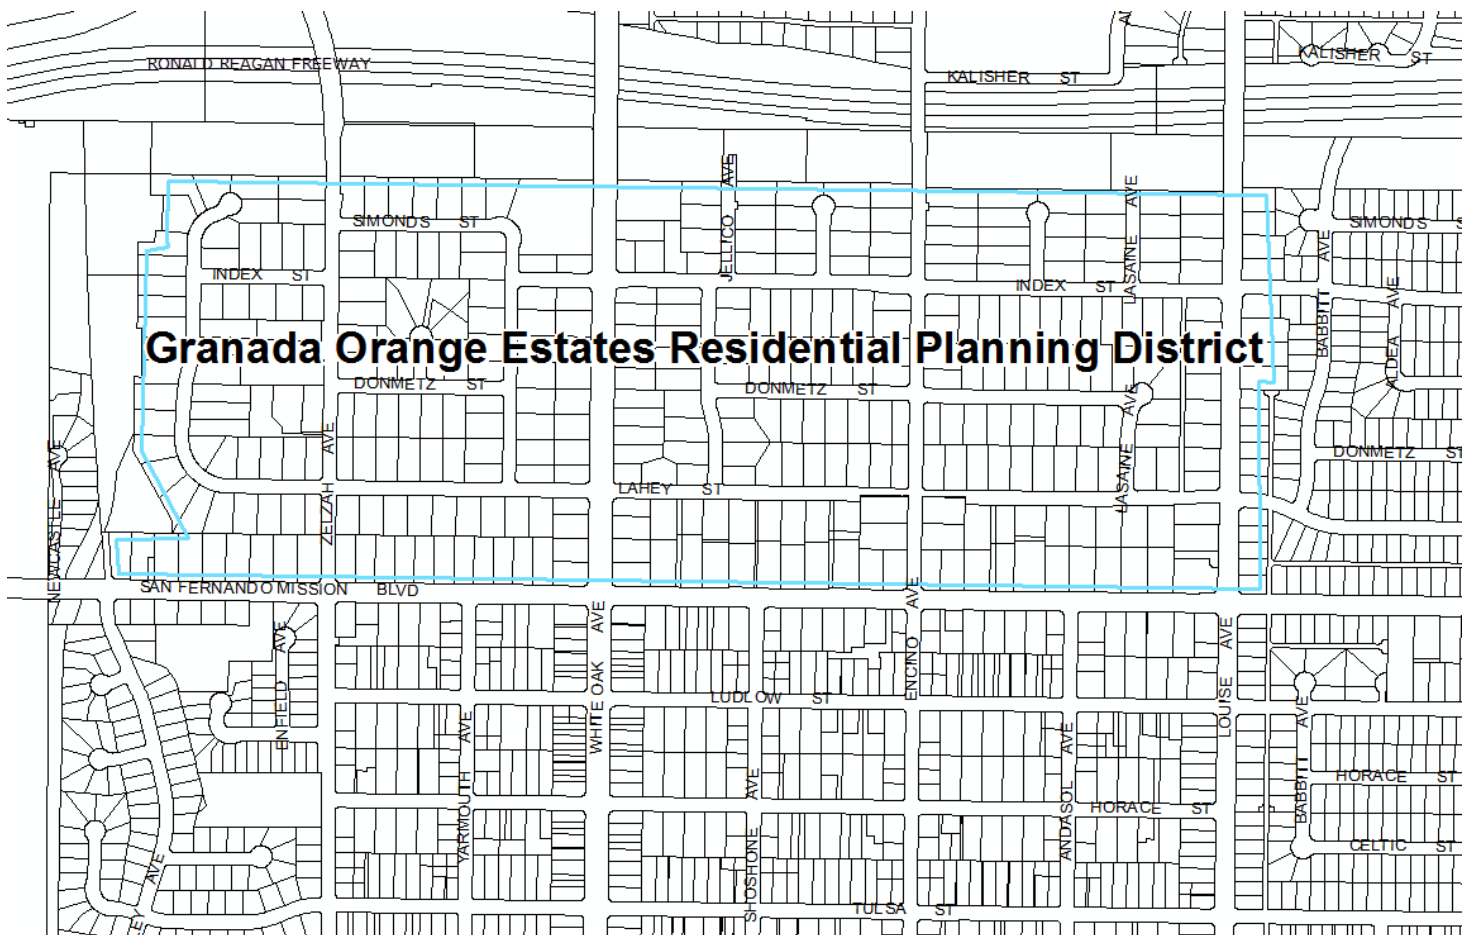 RONALD REAGAN FREEWAY
KALISHER ST
KALISHER ST
SIMONDS ST
JELLICO AVE
LASAINE AVE
SIMONDS S
INDEX ST
INDEX ST
BABBITT AVE
ALDEA AVE
Granada Orange Estates Residential Planning District
DONMETZ ST
DONMETZ ST
LASAINE AVE
DONMETZ ST
NEWCASTLE AVE
ZELZAH AVE
LAHEY ST
SAN FERNANDO MISSION BLVD
ENFIELD AVE
WHITE OAK AVE
ENCINO AVE
LOUISE AVE
LUDLOW ST
YARMOUTH AVE
SHOSHONE AVE
ANDASOL AVE
BABBITT AVE
HORACE ST
HORACE ST
CELTIC ST
LEY AVE
TULSA ST